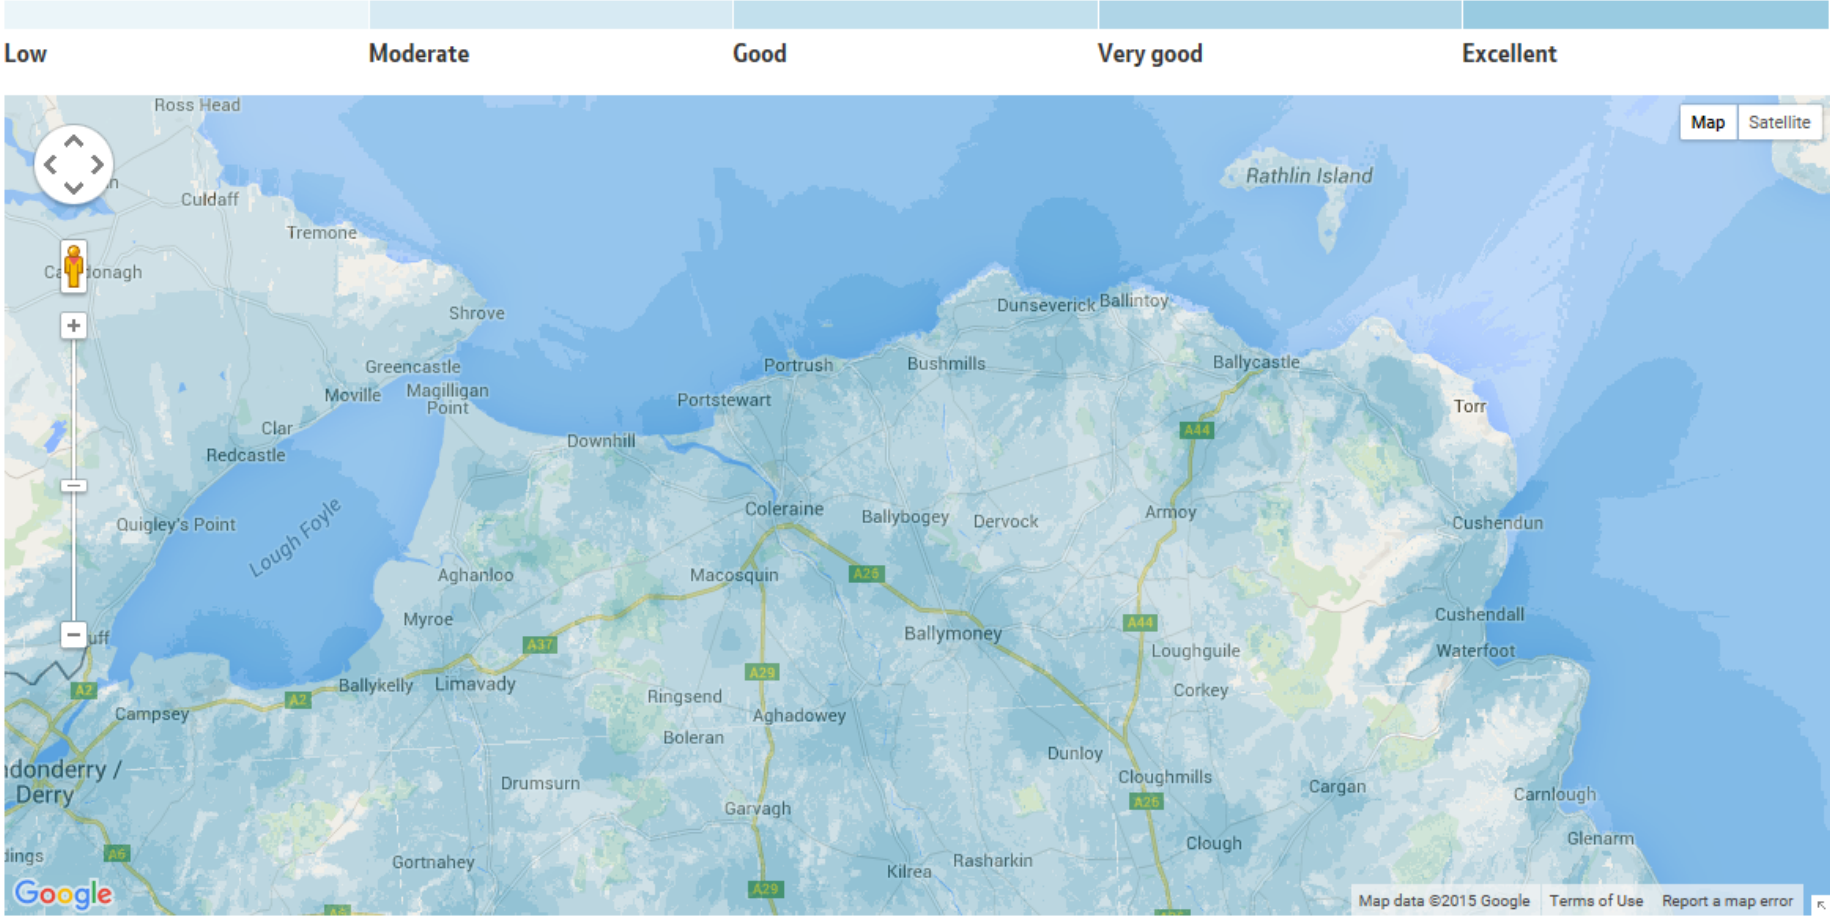 Low Moderate Good Very good Excellent
Ross Head
Map Satellite
Rathlin Island
Culdaff
Tremone
Dunseverick Ballintoy
Shrove
Greencastle Portrush Bushmills Ballycastle
Moville Magilligan
Point
Portstewart
Torr
Clar
Downhill
A44
Redcastle
Lough Foyle
Quigley's Point
Coleraine Ballybogey Dervock Armoy Cushendun
Aghanloo Macosquin A26
Myroe Cushendall
A44
Ballymoney
A37
Loughguile Waterfoot
A29
Ballykelly Limavady
A2 A2
Ringsend Corkey
Campsey Aghadowey
Boleran
Dunloy
ndonderry /
Derry
Drumsurn Cloughmills Cargan Carnlough
A26
Garvagh
Glenarm
Clough
A6
dings
Gortnahey Rasharkin
Kilrea
A29
Google
Map data ©2015 Google Terms of Use Report a map error